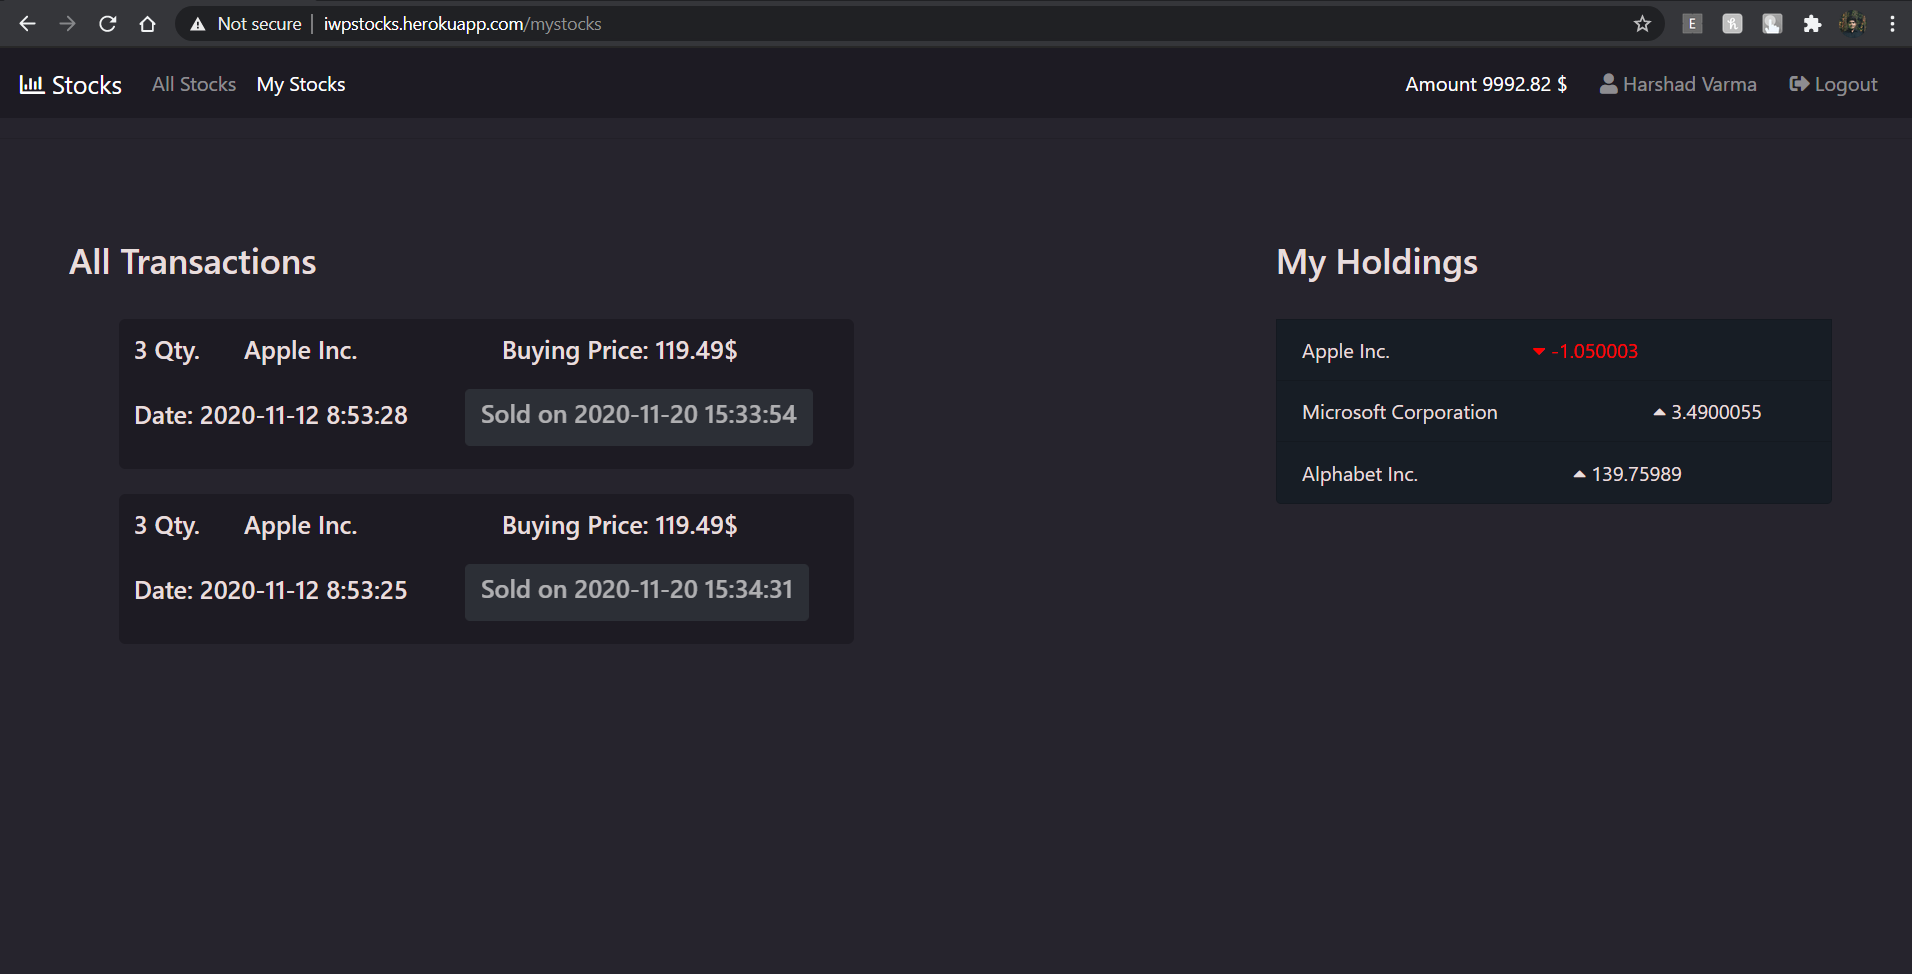 Not secure | iwpstocks.herokuapp.com/mystocks
E
Stocks All Stocks My Stocks Amount 9992.82 $ Harshad Varma Logout
All Transactions
3 Qty. Apple Inc. Buying Price: 119.49$
Date: 2020-11-12 8:53:28 Sold on 2020-11-20 15:33:54
3 Qty. Apple Inc. Buying Price: 119.49$
Date: 2020-11-12 8:53:25 Sold on 2020-11-20 15:34:31
My Holdings
Apple Inc. -1.050003
Microsoft Corporation 3.4900055
Alphabet Inc. 139.75989